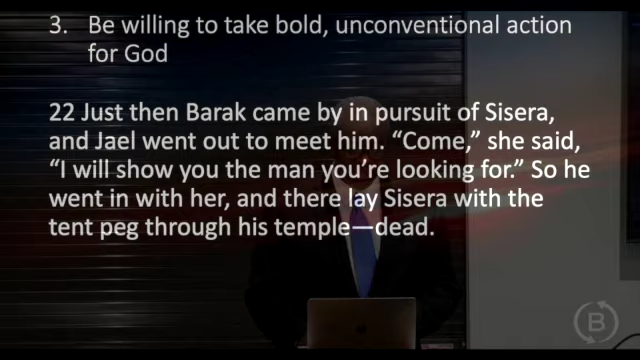 3. Be willing to take bold, unconventional action
for God
22 Just then Barak came by in pursuit of Sisera,
and Jael went out to meet him. “Come,” she said,
“I will show you the man you’re looking for.” So he
went in with her, and there lay Sisera with the
tent peg through his temple—dead.
B